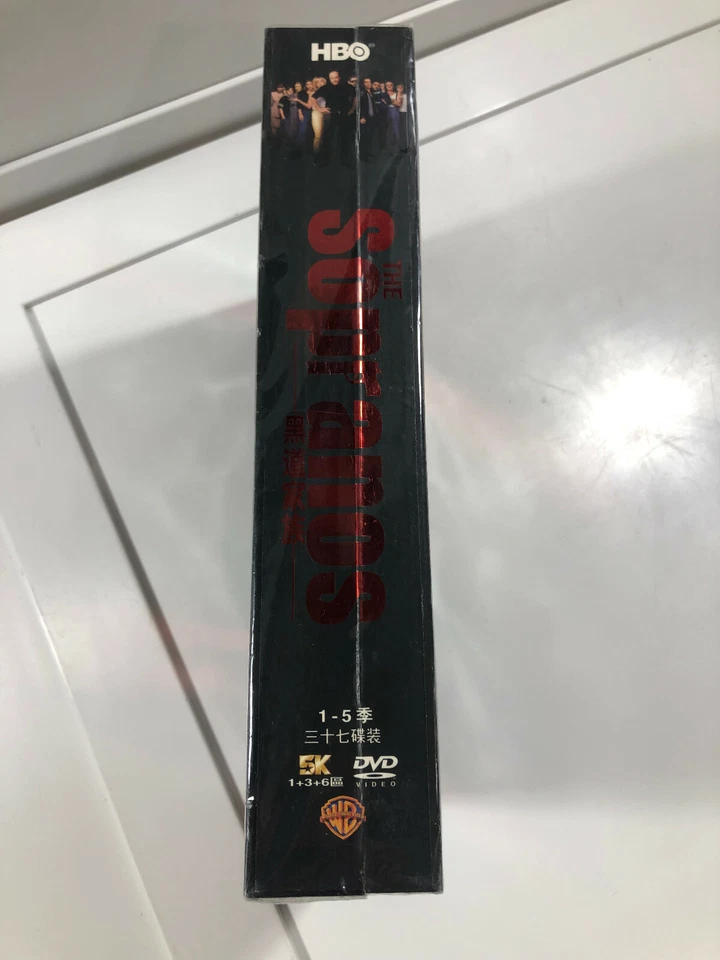 HBO
THE
sopranos
黑道家族
1-5季
三十七碟装
5K
DVD
VIDEO
1+3+6區
WB